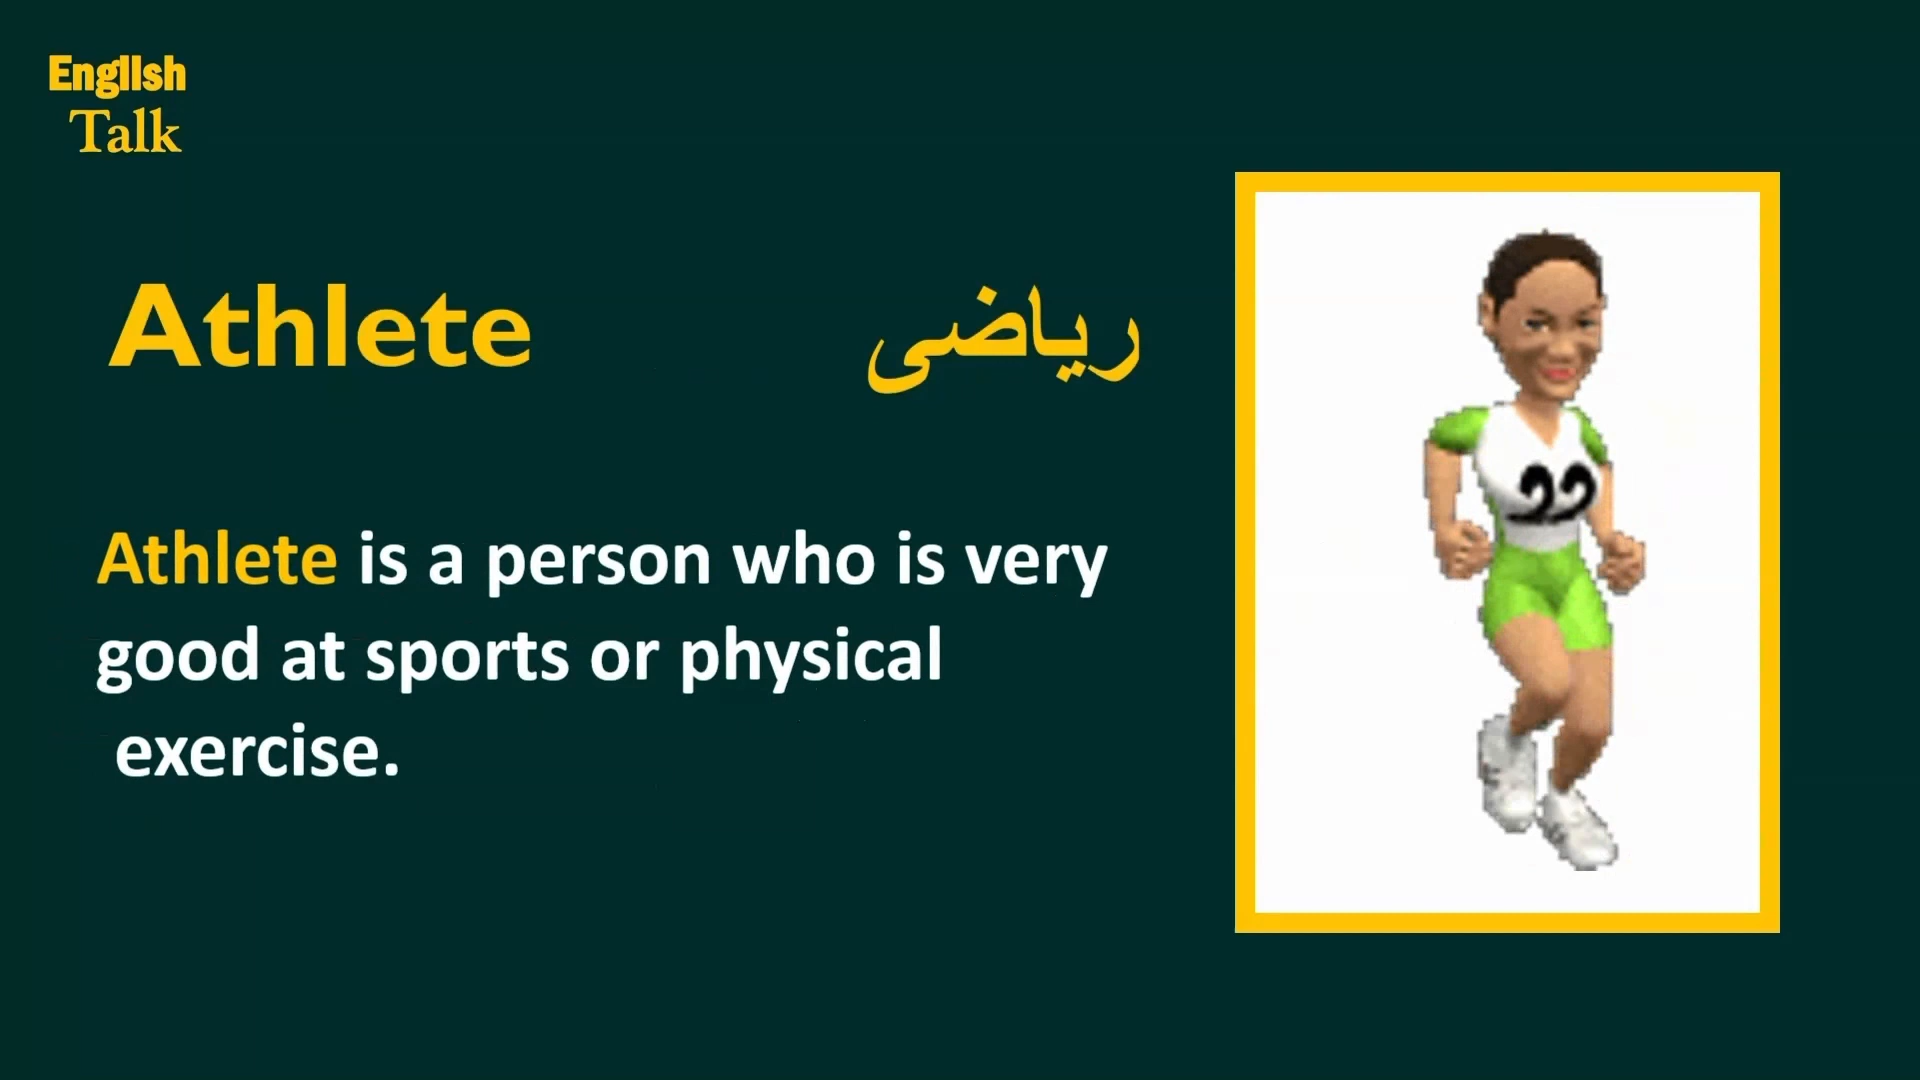 English
Talk
Athlete
ریاضی
Athlete is a person who is very
good at sports or physical
exercise.
22